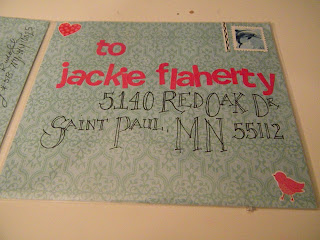 to
jackie flaherty
5140 RED OAK DR
SAINT PAUL, MN 55112